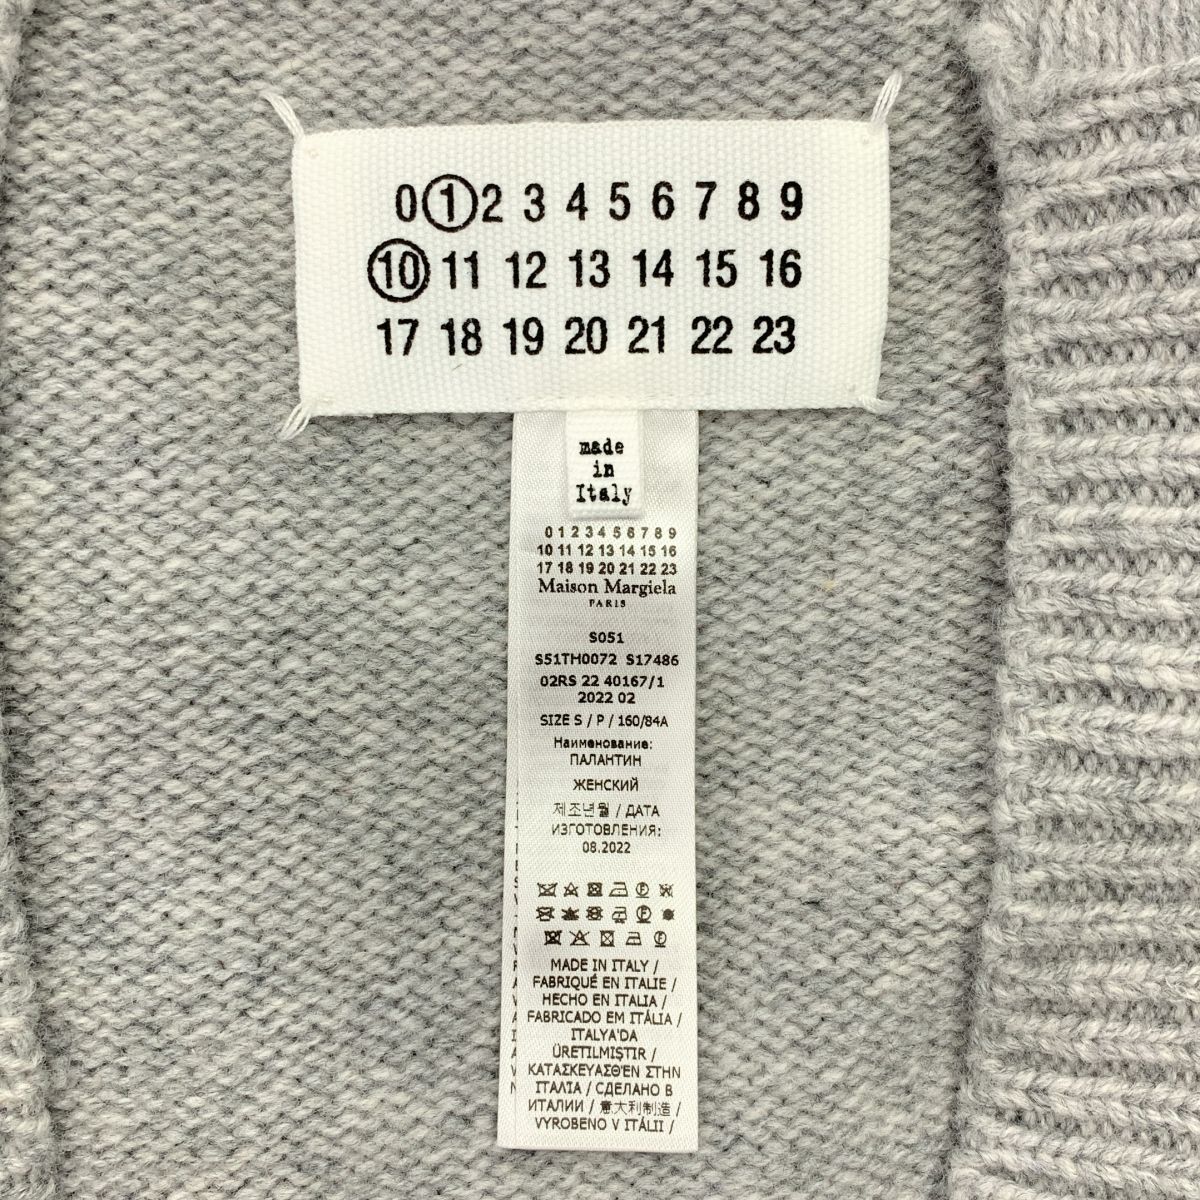 0 1 2 3 4 5 6 7 8 9
10 11 12 13 14 15 16
17 18 19 20 21 22 23
made
in
Italy
0 1 2 3 4 5 6 7 8 9
10 11 12 13 14 15 16
17 18 19 20 21 22 23
Maison Margiela
PARIS
S051
S51TH0072 S17486
02RS 22 40167/1
2022 02
SIZE S / P / 160/84A
Наименование:
ПАЛАНТИН
ЖЕНСКИЙ
제조년월 / ДАТА
ИЗГОТОВЛЕНИЯ:
08.2022
MADE IN ITALY /
FABRIQUÉ EN ITALIE /
HECHO EN ITALIA /
FABRICADO EM ITÁLIA /
ITALYA'DA
ÜRETILMIŞTIR /
ΚΑΤΑΣΚΕΥΑΣΘΈΝ ΣΤΗΝ
ΙΤΑΛΙΑ / СДЕЛАНО В
ИТАЛИИ / 意大利制造 /
VYROBENO V ITÁLII /